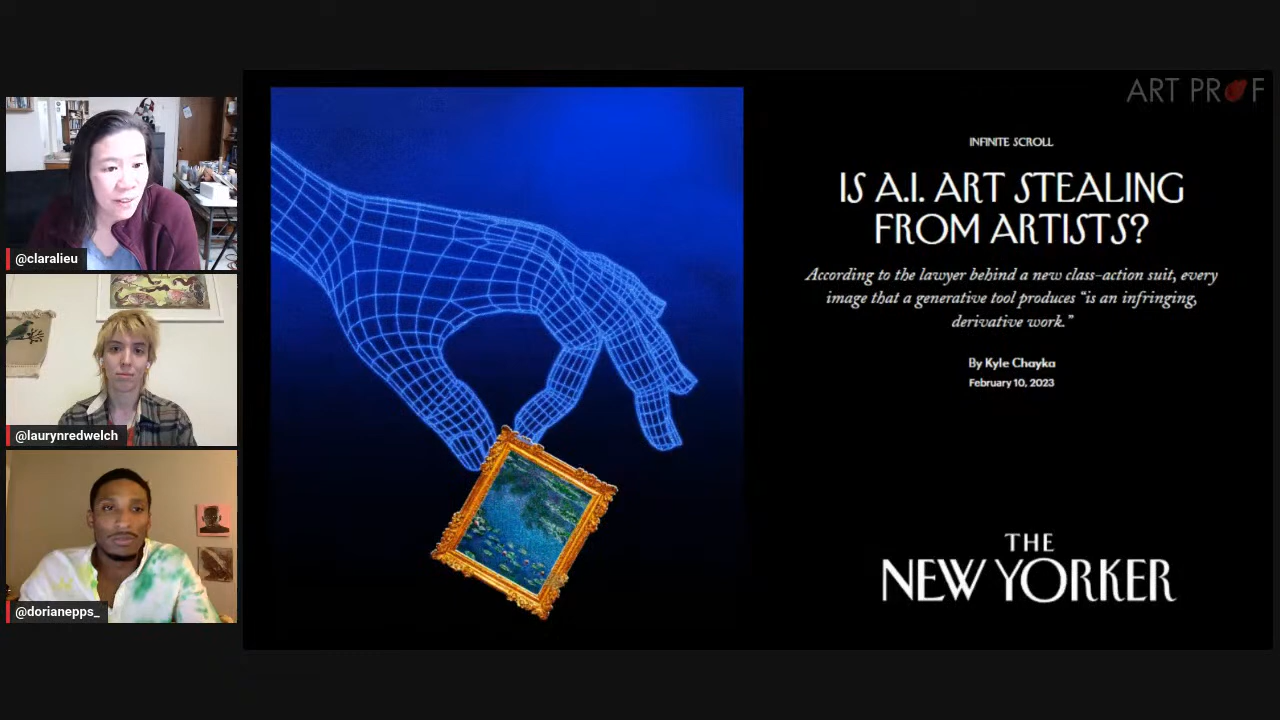 ART PROF
INFINITE SCROLL
IS A.I. ART STEALING
FROM ARTISTS?
According to the lawyer behind a new class-action suit, every
image that a generative tool produces “is an infringing,
derivative work.”
By Kyle Chayka
February 10, 2023
THE
NEW YORKER
@claralieu
@laurynredwelch
@dorianepps_